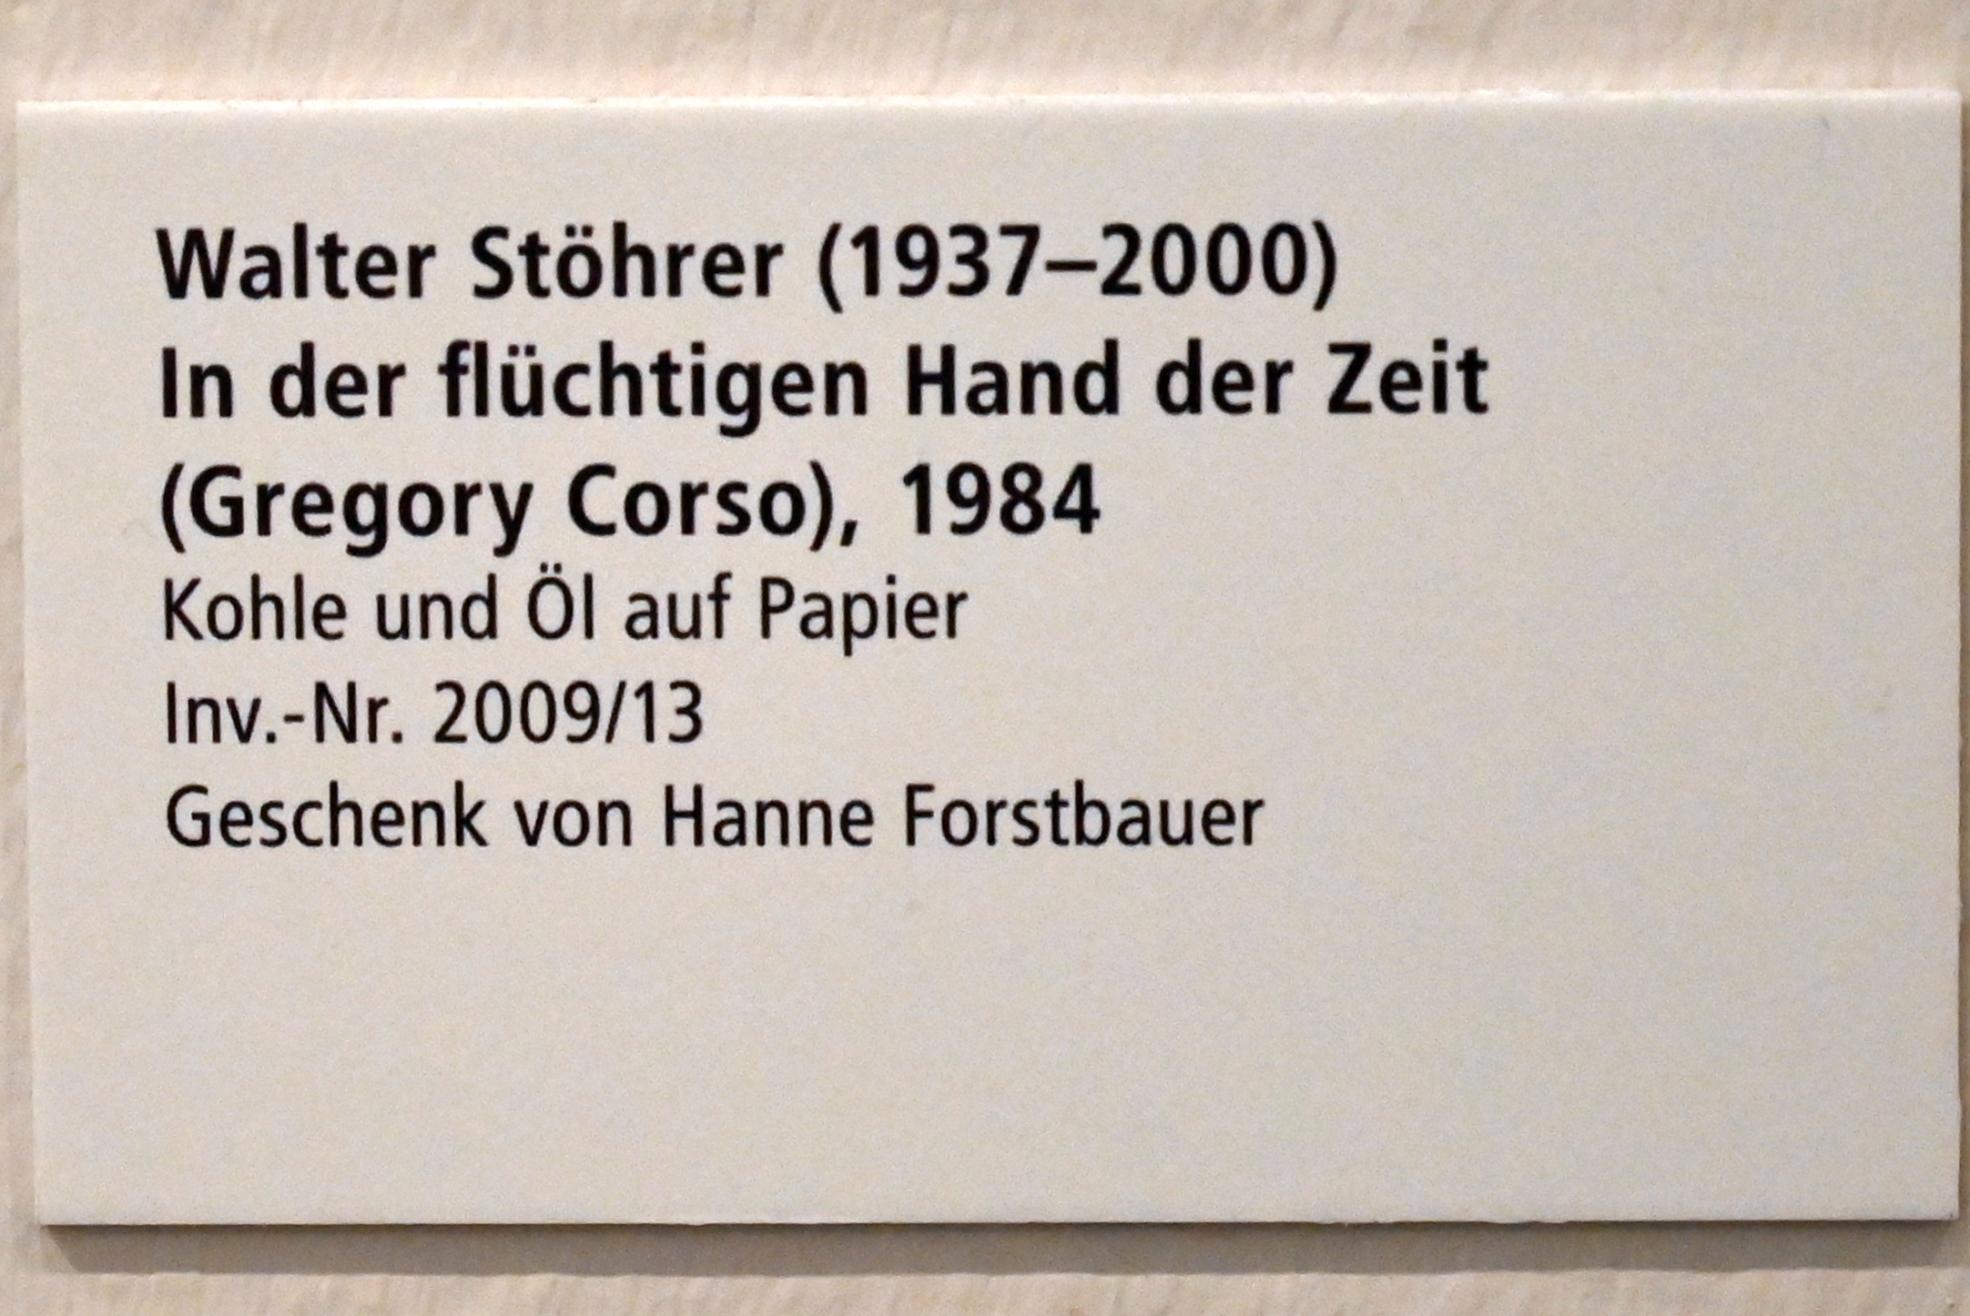 Walter Stöhrer (1937–2000)
In der flüchtigen Hand der Zeit
(Gregory Corso), 1984
Kohle und Öl auf Papier
Inv.-Nr. 2009/13
Geschenk von Hanne Forstbauer